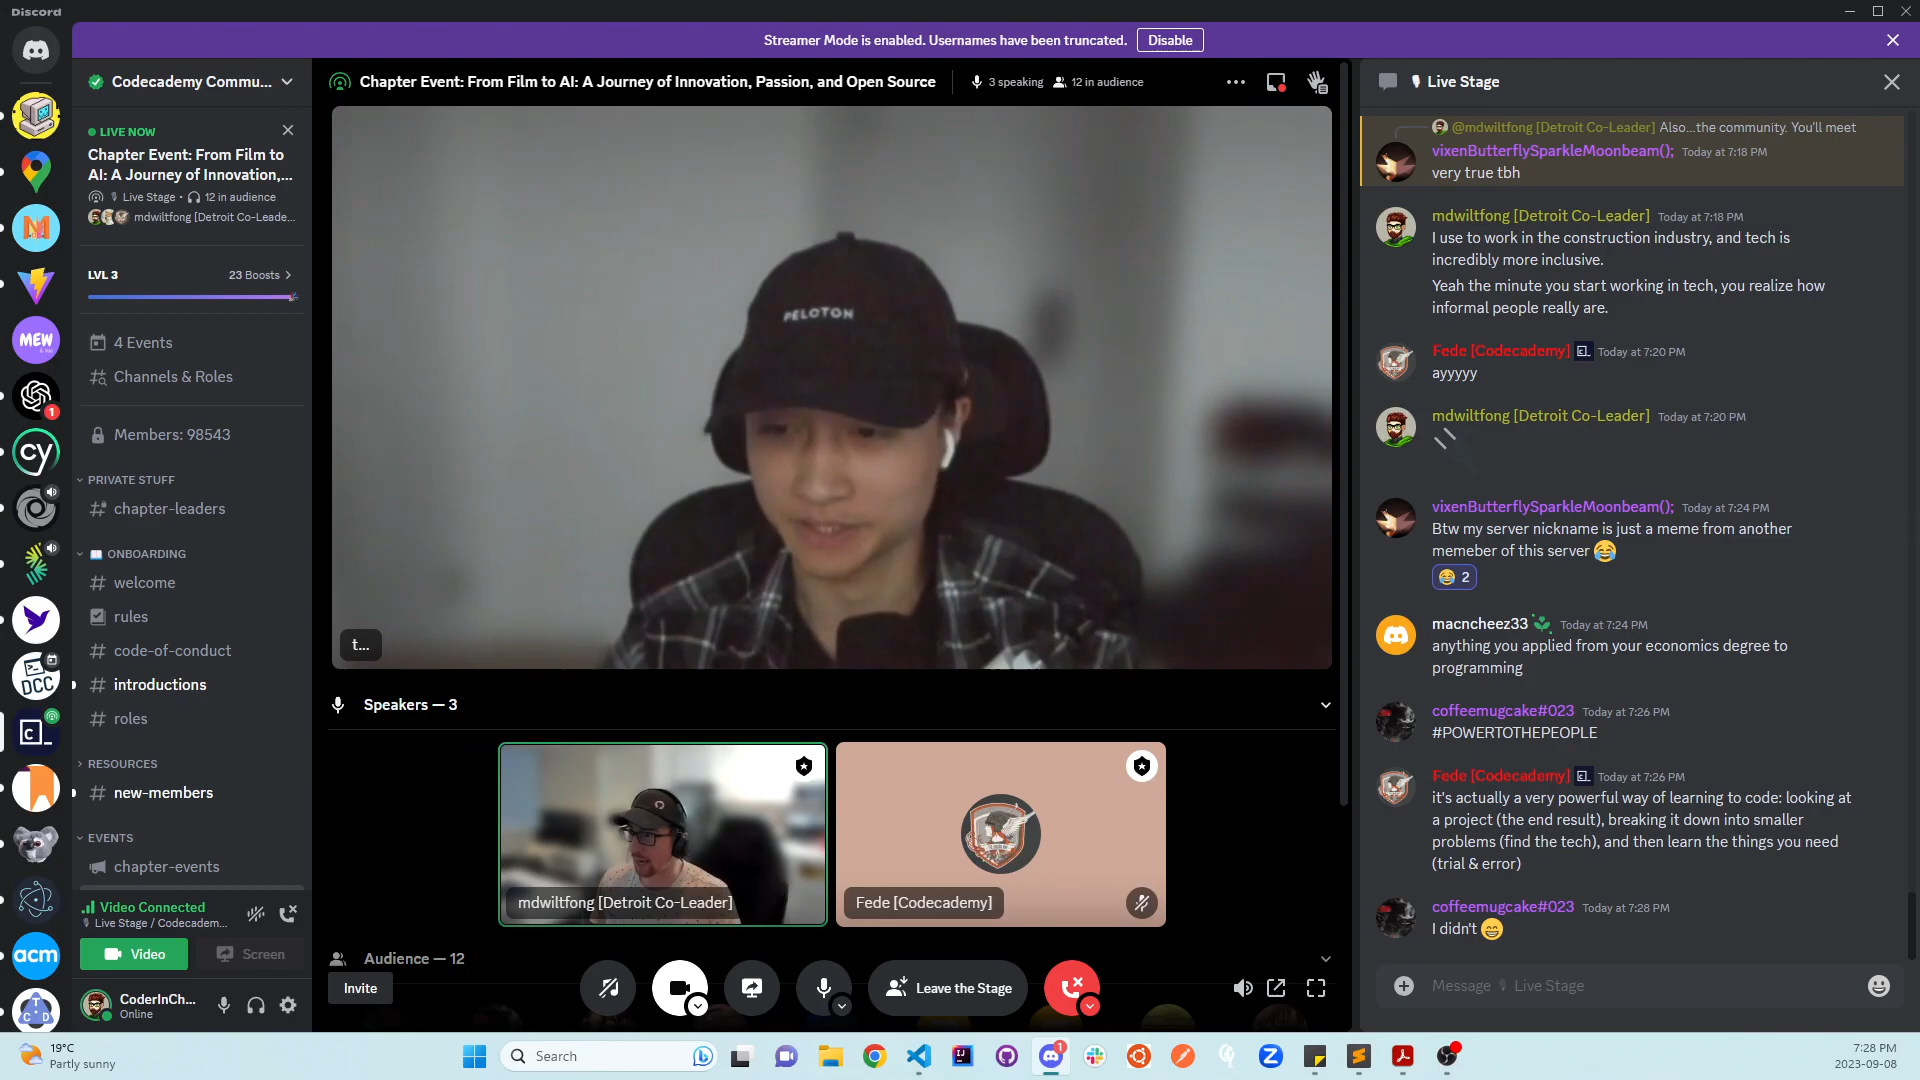 Discord
Streamer Mode is enabled. Usernames have been truncated.
Disable
Codecademy Commu...
LIVE NOW
Chapter Event: From Film to
AI: A Journey of Innovation,...
Live Stage • 12 in audience
mdwiltfong [Detroit Co-Leade...
LVL 3
23 Boosts
4 Events
Channels & Roles
Members: 98543
PRIVATE STUFF
chapter-leaders
ONBOARDING
welcome
rules
code-of-conduct
introductions
roles
RESOURCES
new-members
EVENTS
chapter-events
Video Connected
Live Stage / Codecadem...
Video
Screen
CoderInCh...
Online
MEW
1
cy
DCC
C
acm
T
C D
Chapter Event: From Film to AI: A Journey of Innovation, Passion, and Open Source
3 speaking
12 in audience
PELOTON
t...
Speakers — 3
mdwiltfong [Detroit Co-Leader]
Fede [Codecademy]
Audience — 12
Invite
Leave the Stage
Live Stage
@mdwiltfong [Detroit Co-Leader] Also...the community. You'll meet
vixenButterflySparkleMoonbeam(); Today at 7:18 PM
very true tbh
mdwiltfong [Detroit Co-Leader] Today at 7:18 PM
I use to work in the construction industry, and tech is
incredibly more inclusive.
Yeah the minute you start working in tech, you realize how
informal people really are.
Fede [Codecademy] Today at 7:20 PM
ayyyyy
mdwiltfong [Detroit Co-Leader] Today at 7:20 PM
vixenButterflySparkleMoonbeam(); Today at 7:24 PM
Btw my server nickname is just a meme from another
memeber of this server 😂
😂 2
macncheez33 Today at 7:24 PM
anything you applied from your economics degree to
programming
coffeemugcake#023 Today at 7:26 PM
#POWERTOTHEPEOPLE
Fede [Codecademy] Today at 7:26 PM
it's actually a very powerful way of learning to code: looking at
a project (the end result), breaking it down into smaller
problems (find the tech), and then learn the things you need
(trial & error)
coffeemugcake#023 Today at 7:28 PM
I didn't 😁
Message Live Stage
19°C
Partly sunny
Search
1
7:28 PM
2023-09-08